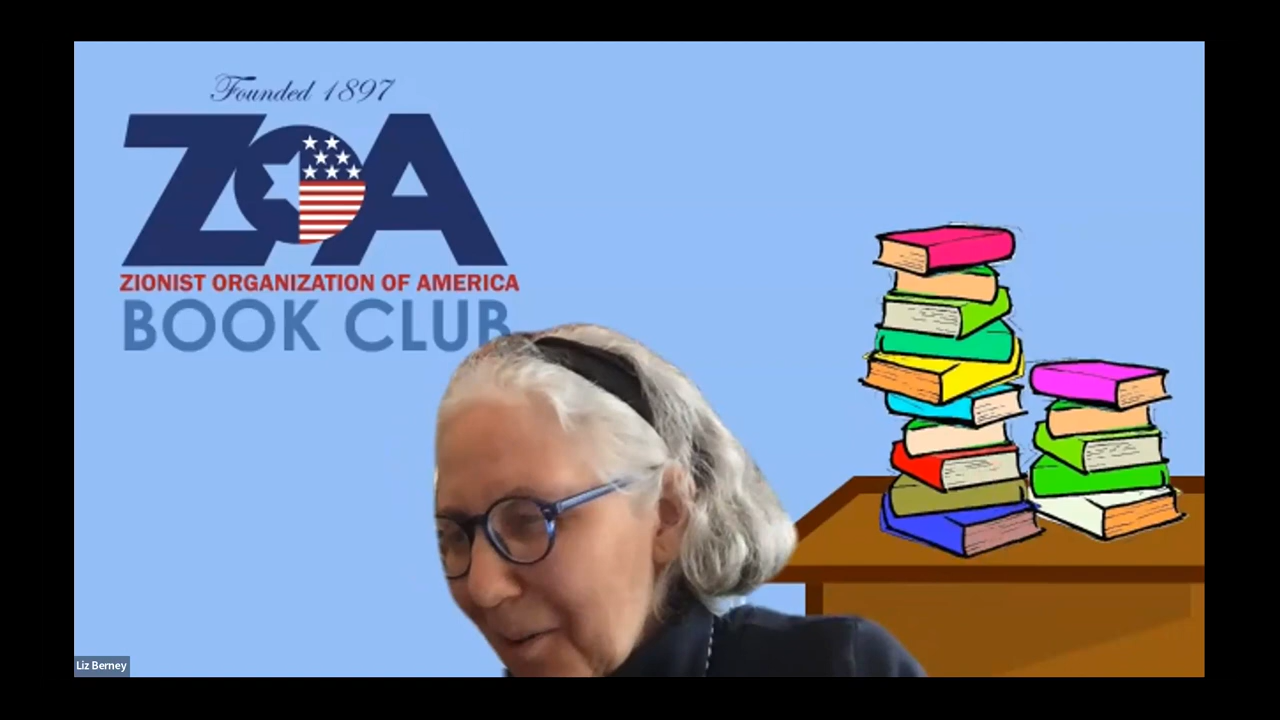 Founded 1897
ZOA
ZIONIST ORGANIZATION OF AMERICA
BOOK CLUB
Liz Berney